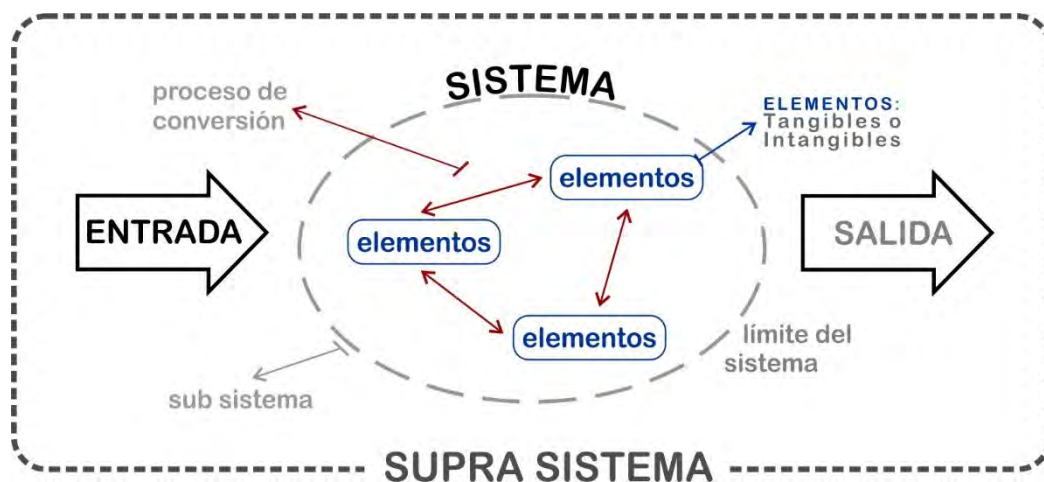 SISTEMA
proceso de
conversión
ELEMENTOS:
Tangibles o
Intangibles
elementos
ENTRADA
elementos
SALIDA
elementos
límite del
sistema
sub sistema
SUPRA SISTEMA